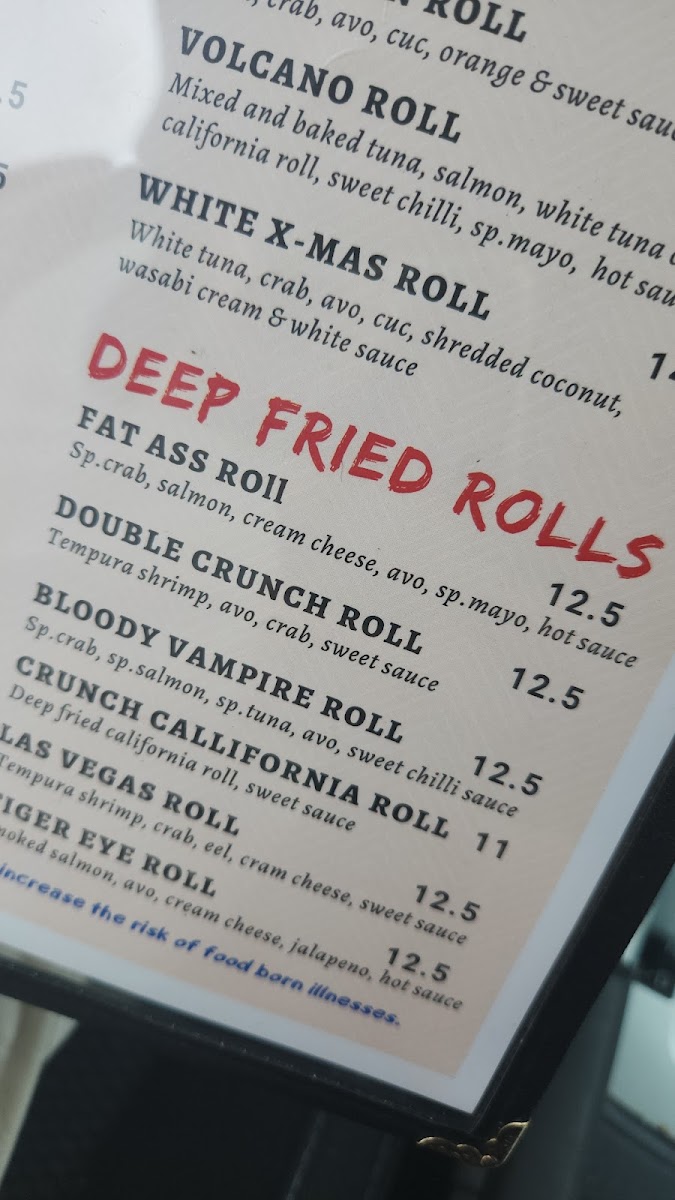 ROLL
crab, avo, cuc, orange & sweet
VOLCANO ROLL
Mixed and baked tuna, salmon, white tuna
california roll, sweet chilli, sp.mayo, hot
WHITE X-MAS ROLL
White tuna, crab, avo, cuc, shredded coconut,
wasabi cream & white sauce
DEEP FRIED ROLLS
FAT ASS ROll 12.5
Sp.crab, salmon, cream cheese, avo, sp.mayo, hot sauce
DOUBLE CRUNCH ROLL 12.5
Tempura shrimp, avo, crab, sweet sauce
BLOODY VAMPIRE ROLL 12.5
Sp.crab, sp.salmon, sp.tuna, avo, sweet chilli sauce
CRUNCH CALLIFORNIA ROLL 11
Deep fried california roll, sweet sauce
LAS VEGAS ROLL 12.5
Tempura shrimp, crab, eel, cram cheese, sweet sauce
TIGER EYE ROLL 12.5
smoked salmon, avo, cream cheese, jalapeno, hot sauce
increase the risk of food born illnesses.